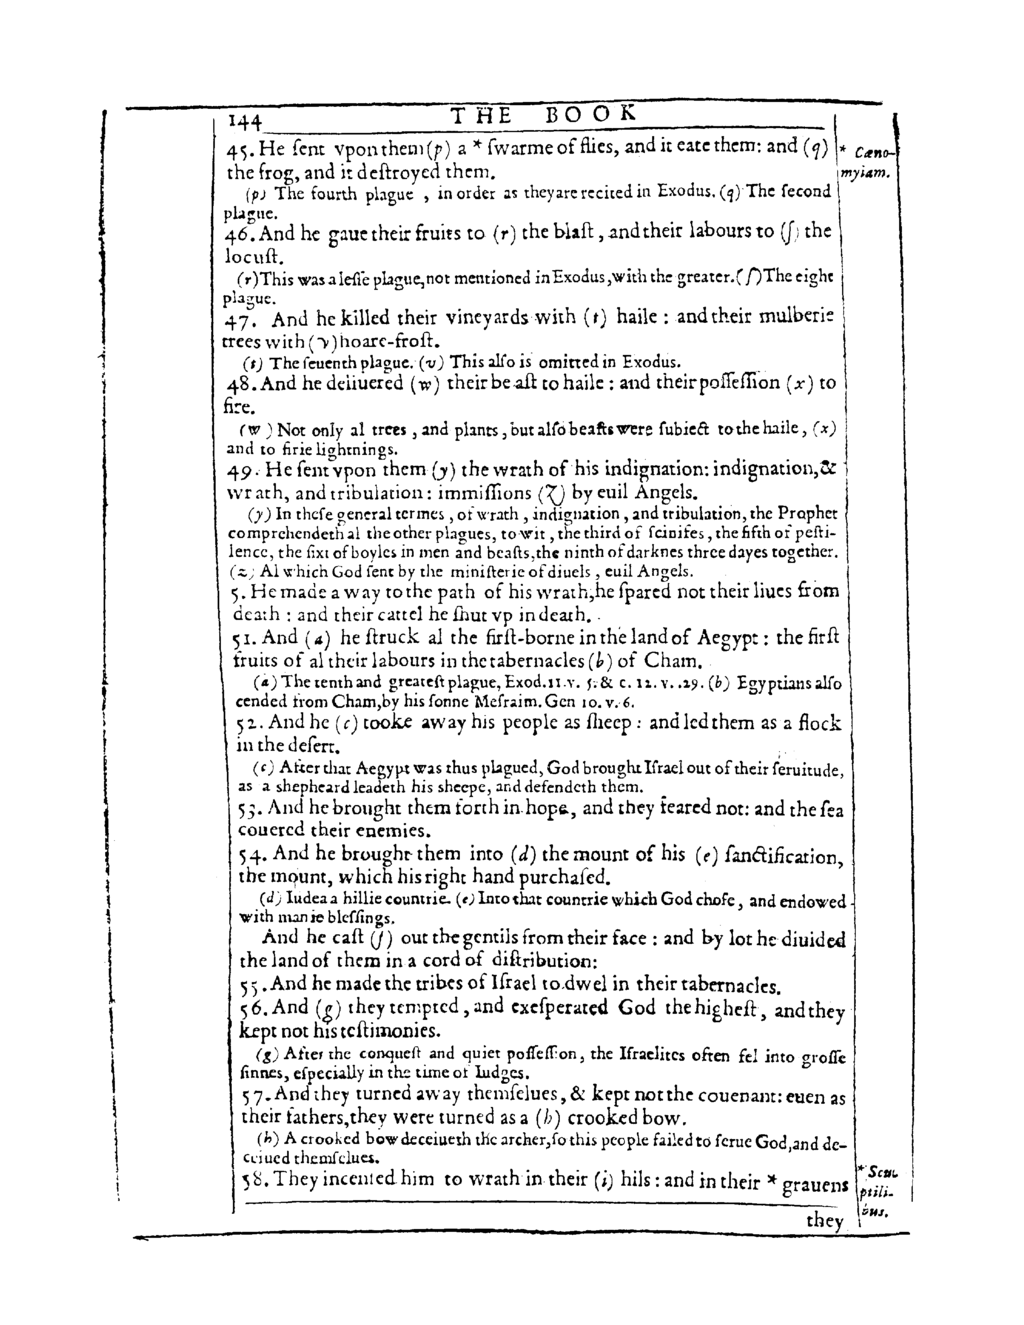 144 THE BOOK
45. He ſent vpon them (p) a * ſwarme of flies, and it eate them: and (q)
* Cæno-
the frog, and it deſtroyed them.
myiam.
(p) The fourth plague , in order as they are recited in Exodus. (q) The ſecond
plague.
46. And he gaue their fruits to (r) the blaſt, and their labours to (ſ) the
locuſt.
(r) This was a leſſe plague, not mentioned in Exodus, with the greater. (ſ) The eight
plague.
47. And he killed their vineyards with (t) haile : and their mulberie
trees with (v) hoare-froſt.
(t) The ſeuenth plague. (v) This alſo is omitted in Exodus.
48. And he deliuered (w) their beaſt to haile : and their poſſeſſion (x) to
fire.
(w) Not only al trees , and plants, but alſo beaſts were ſubiect to the haile, (x)
and to firie lightnings.
49. He ſent vpon them (y) the wrath of his indignation: indignation, &
wrath, and tribulation: immiſſions (z) by euil Angels.
(y) In theſe general termes, of wrath, indignation, and tribulation, the Prophet
comprehendeth al the other plagues, to wit, the third of ſcinifes, the fifth of peſti-
lence, the ſixt of boyles in men and beaſts, the ninth of darknes three dayes together.
(z) Al which God ſent by the miniſterie of diuels, euil Angels.
5. He made a way to the path of his wrath, he ſpared not their liues from
death : and their cattel he ſhut vp in death.
51. And (a) he ſtruck al the firſt-borne in the land of Aegypt : the firſt
fruits of al their labours in the tabernacles (b) of Cham.
(a) The tenth and greateſt plague, Exod.11.v. 5. & c. 12. v. .29. (b) Egyptians alſo
cended from Cham, by his ſonne Meſraim. Gen 10. v. 6.
52. And he (c) tooke away his people as ſheep : and led them as a flock
in the deſert.
(c) After that Aegypt was thus plagued, God brought Iſrael out of their ſeruitude,
as a shepheard leadeth his sheepe, and defendeth them.
53. And he brought them forth in hope, and they feared not: and the ſea
couered their enemies.
54. And he brought them into (d) the mount of his (e) ſanctification,
the mount, which his right hand purchaſed.
(d) Iudea a hillie countrie. (e) Into that countrie which God choſe, and endowed
with manie bleſſings.
And he caſt (f) out the gentils from their face : and by lot he diuided
the land of them in a cord of diſtribution:
55. And he made the tribes of Iſrael to dwel in their tabernacles.
56. And (g) they tempted, and exeſperated God the higheſt, and they
kept not his teſtimonies.
(g) After the conqueſt and quiet poſſeſſion, the Iſraelites often fel into groſſe
ſinnes, eſpecially in the time of Iudges.
57. And they turned away themſelues, & kept not the couenant: euen as
their fathers, they were turned as a (h) crooked bow.
(h) A crooked bow deceiueth the archer, ſo this people failed to ſerue God, and de-
ceiued themſelues.
58. They incented him to wrath in their (i) hils : and in their * grauens
* Scul
ptili-
bus.
they